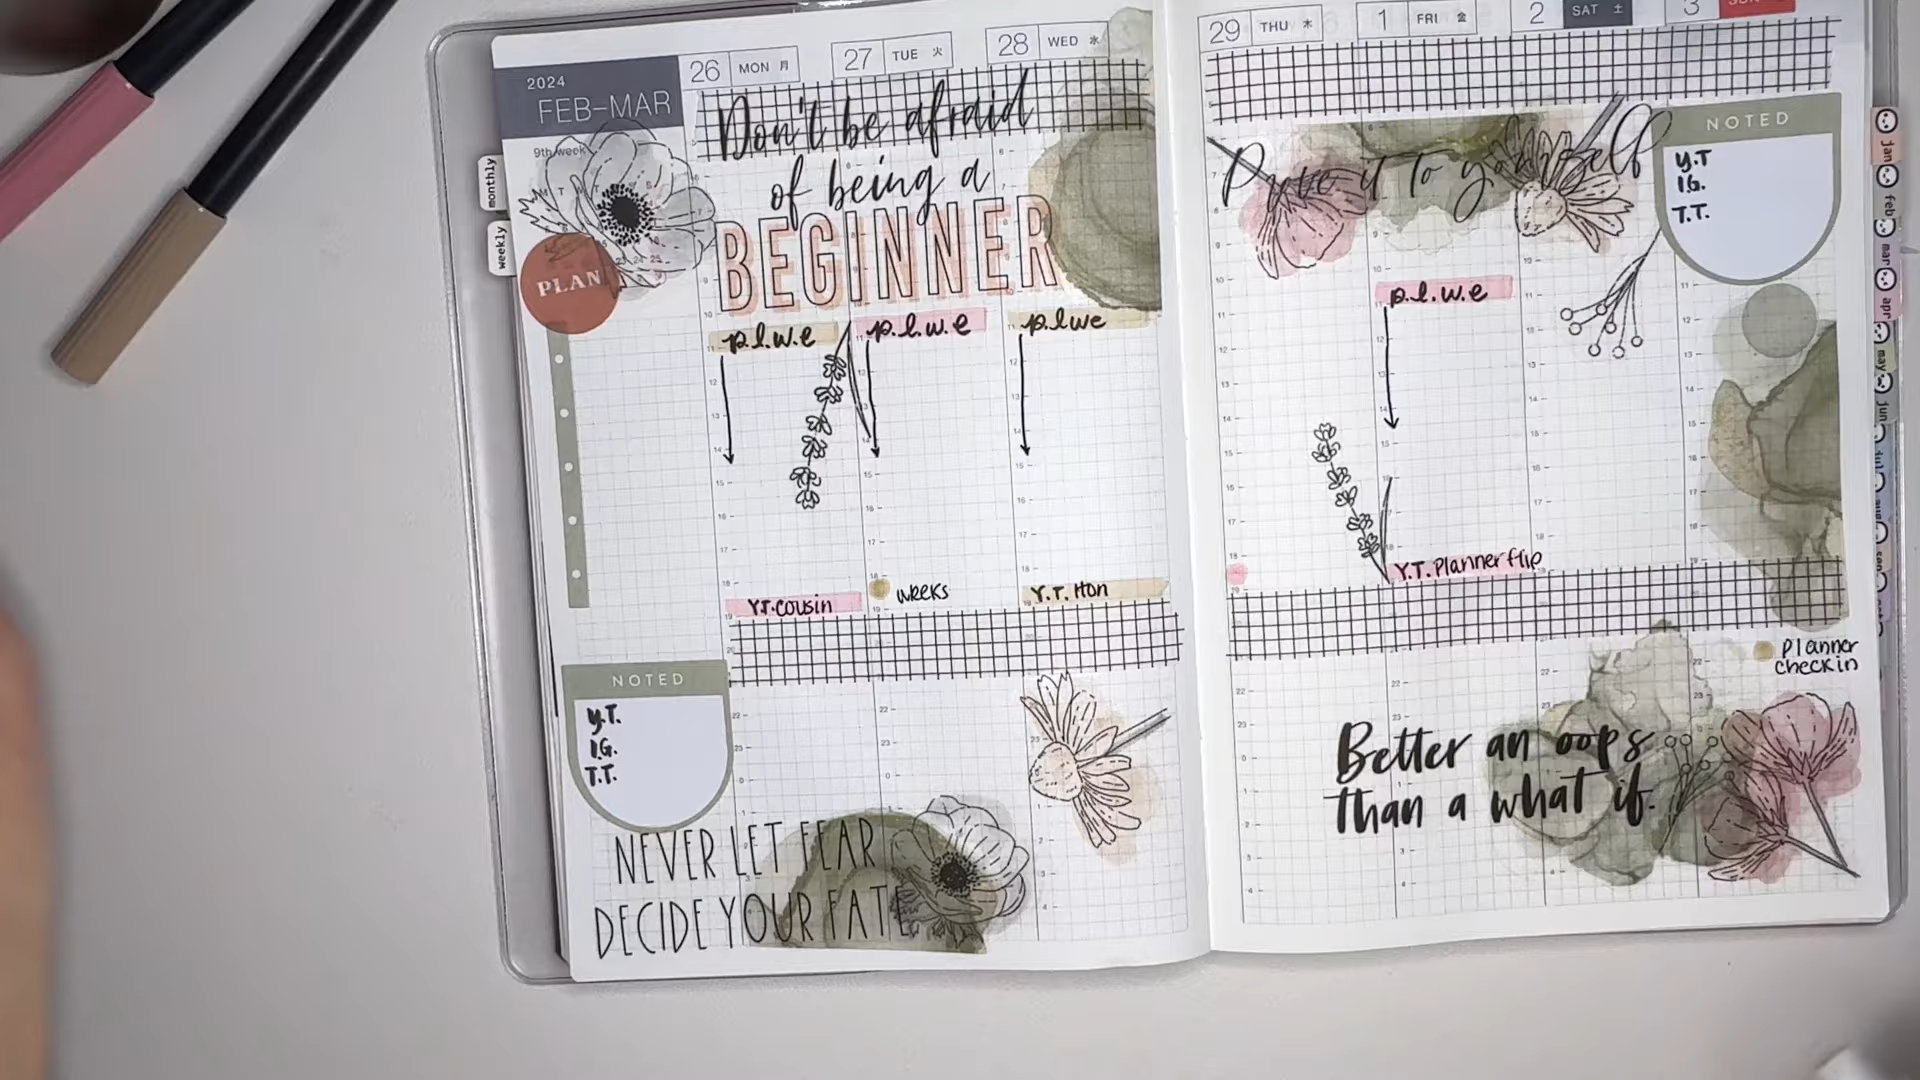 2024
FEB–MAR
26 MON 月
27 TUE 火
28 WED 水
9th week
Don't be afraid
of being a
BEGINNER
PLAN
monthly
weekly
p.l.w.e
p.l.w.e
p.lwe
Y.T. cousin
weeks
Y.T. Hon
NOTED
Y.T.
I.G.
T.T.
NEVER LET FEAR
DECIDE YOUR FATE
29 THU 木
1 FRI 金
2 SAT 土
3 SUN
Prove it to yourself
NOTED
Y.T
I.G.
T.T.
p.l.w.e
Y.T. Planner flip
Planner
checkin
Better an oops
than a what if.
jan
feb
mar
apr
may
jun
jul